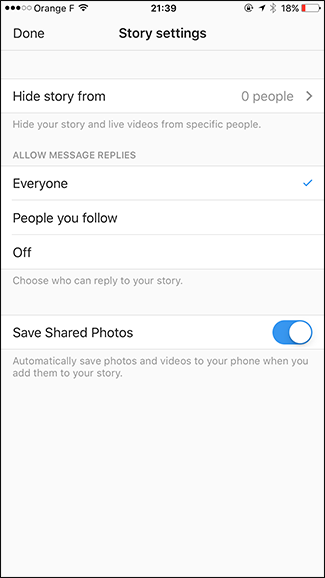 Orange F 21:39 18%
Done Story settings
Hide story from 0 people
Hide your story and live videos from specific people.
ALLOW MESSAGE REPLIES
Everyone
People you follow
Off
Choose who can reply to your story.
Save Shared Photos
Automatically save photos and videos to your phone when you
add them to your story.